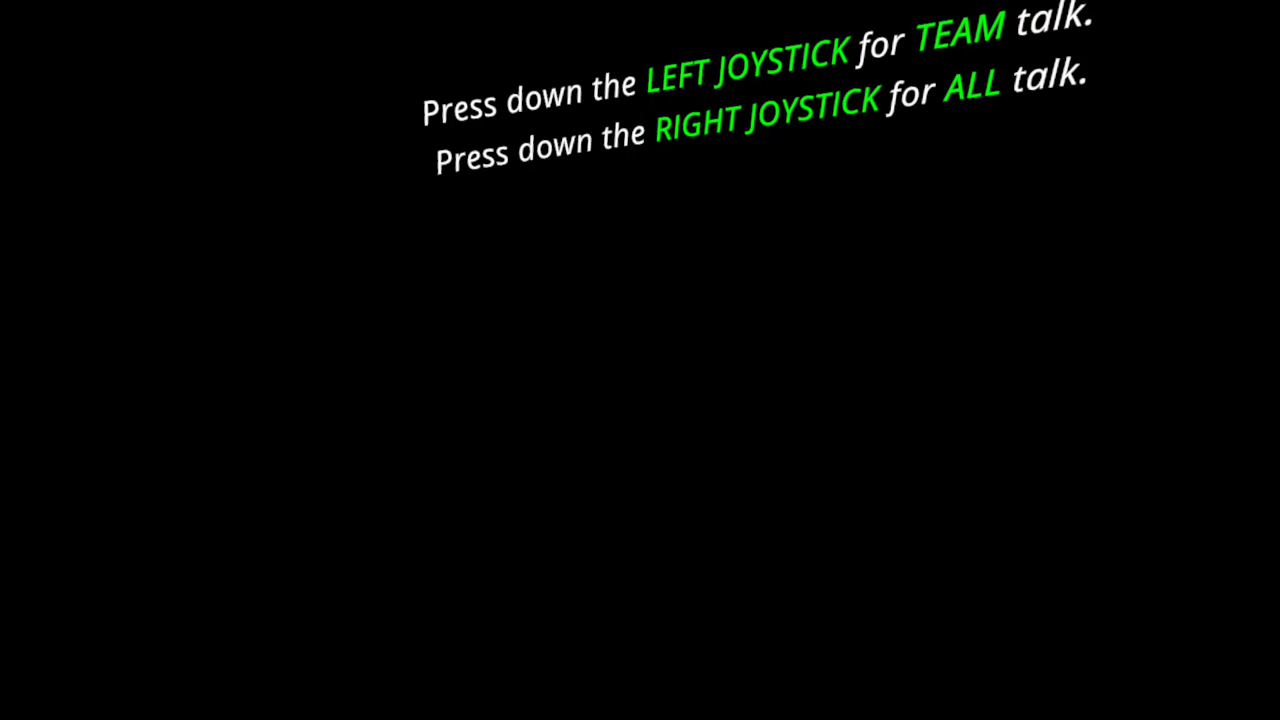 Press down the LEFT JOYSTICK for TEAM talk.
Press down the RIGHT JOYSTICK for ALL talk.